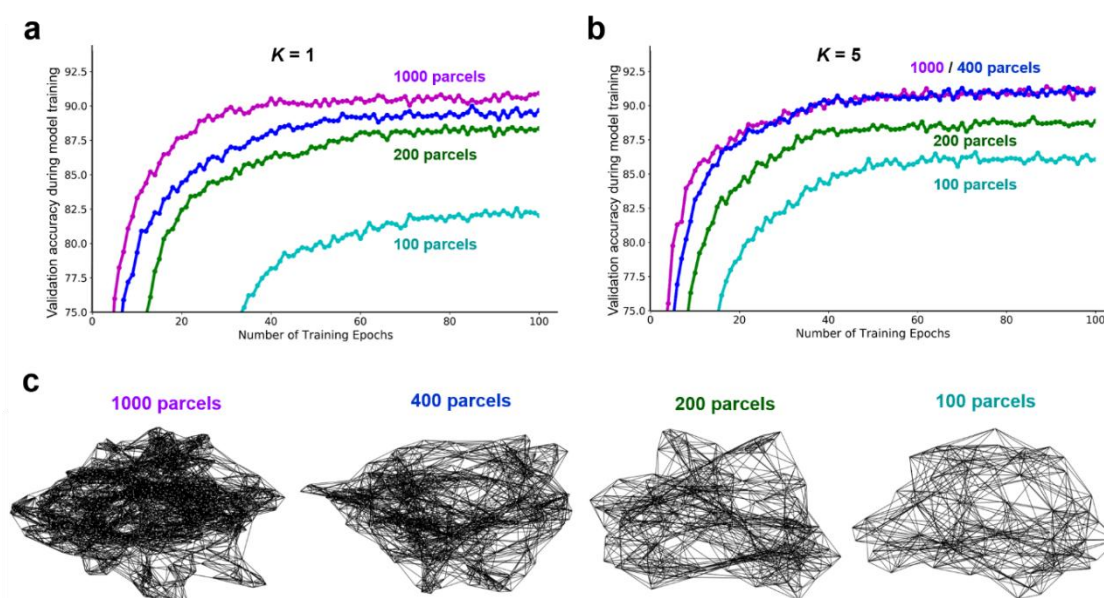 a
K = 1
Validation accuracy during model training
92.5
90.0
87.5
85.0
82.5
80.0
77.5
75.0
1000 parcels
200 parcels
100 parcels
0
20
40
60
80
100
Number of Training Epochs
b
K = 5
Validation accuracy during model training
92.5
90.0
87.5
85.0
82.5
80.0
77.5
75.0
1000 / 400 parcels
200 parcels
100 parcels
0
20
40
60
80
100
Number of Training Epochs
c
1000 parcels
400 parcels
200 parcels
100 parcels